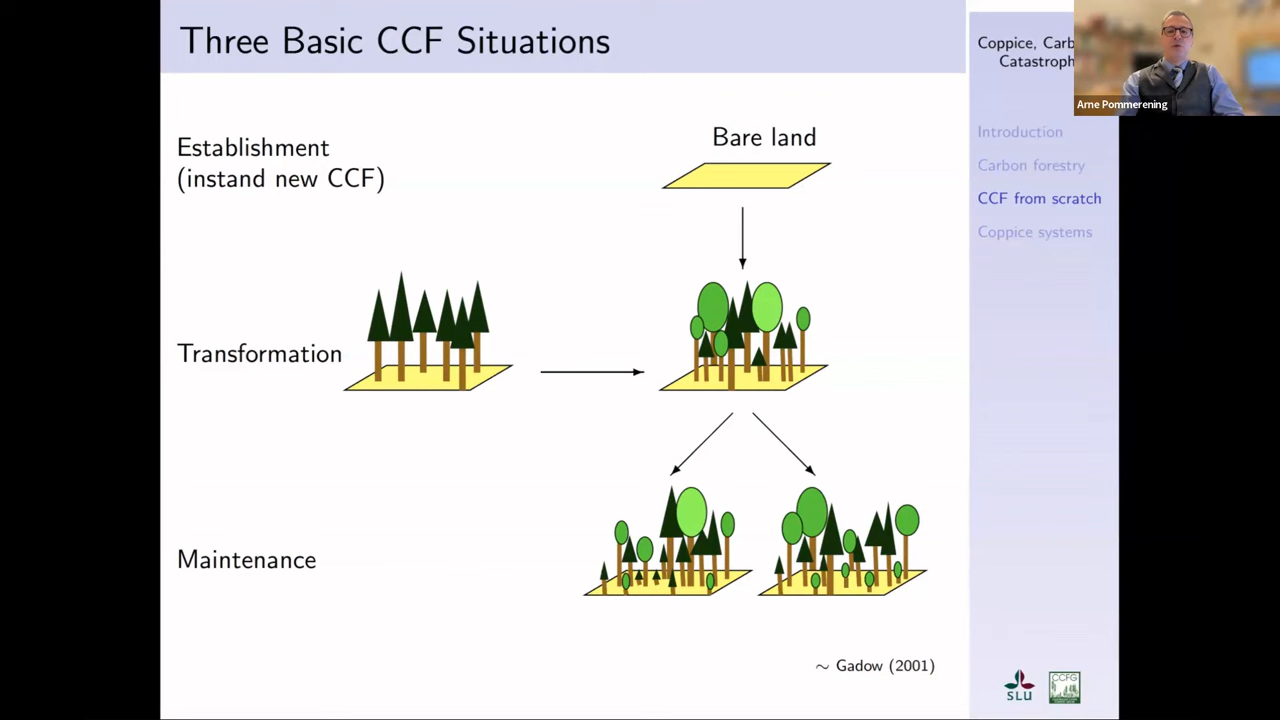 Three Basic CCF Situations
Establishment
(instand new CCF)
Bare land
Transformation
Maintenance
∼ Gadow (2001)
Coppice, Carb
Catastroph
Arne Pommerening
Introduction
Carbon forestry
CCF from scratch
Coppice systems
SLU
CCFG